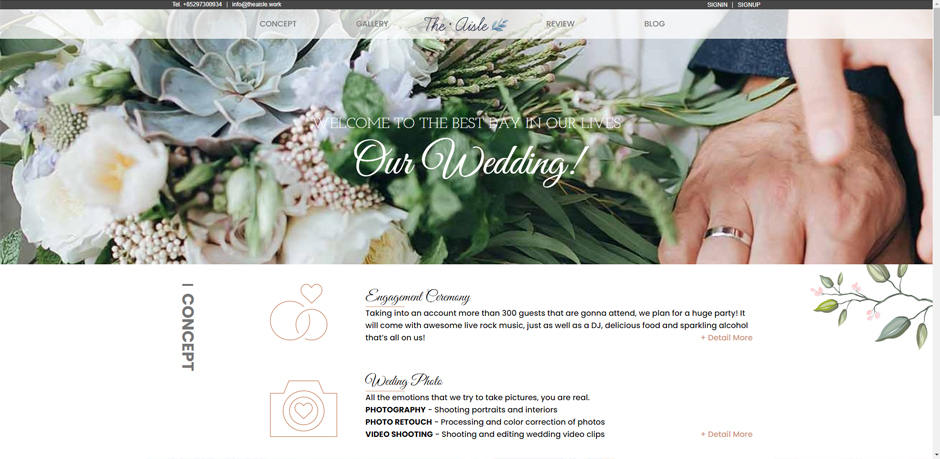 Tel. +85297300934 | info@theaisle.work
SIGNIN | SIGNUP
CONCEPT
GALLERY
The Aisle
REVIEW
BLOG
WELCOME TO THE BEST DAY IN OUR LIVES
Our Wedding!
CONCEPT
Engagement Ceremony
Taking into an account more than 300 guests that are gonna attend, we plan for a huge party! It
will come with awesome live rock music, just as well as a DJ, delicious food and sparkling alcohol
that's all on us!
+ Detail More
Weding Photo
All the emotions that we try to take pictures, you are real.
PHOTOGRAPHY - Shooting portraits and interiors
PHOTO RETOUCH - Processing and color correction of photos
VIDEO SHOOTING - Shooting and editing wedding video clips
+ Detail More